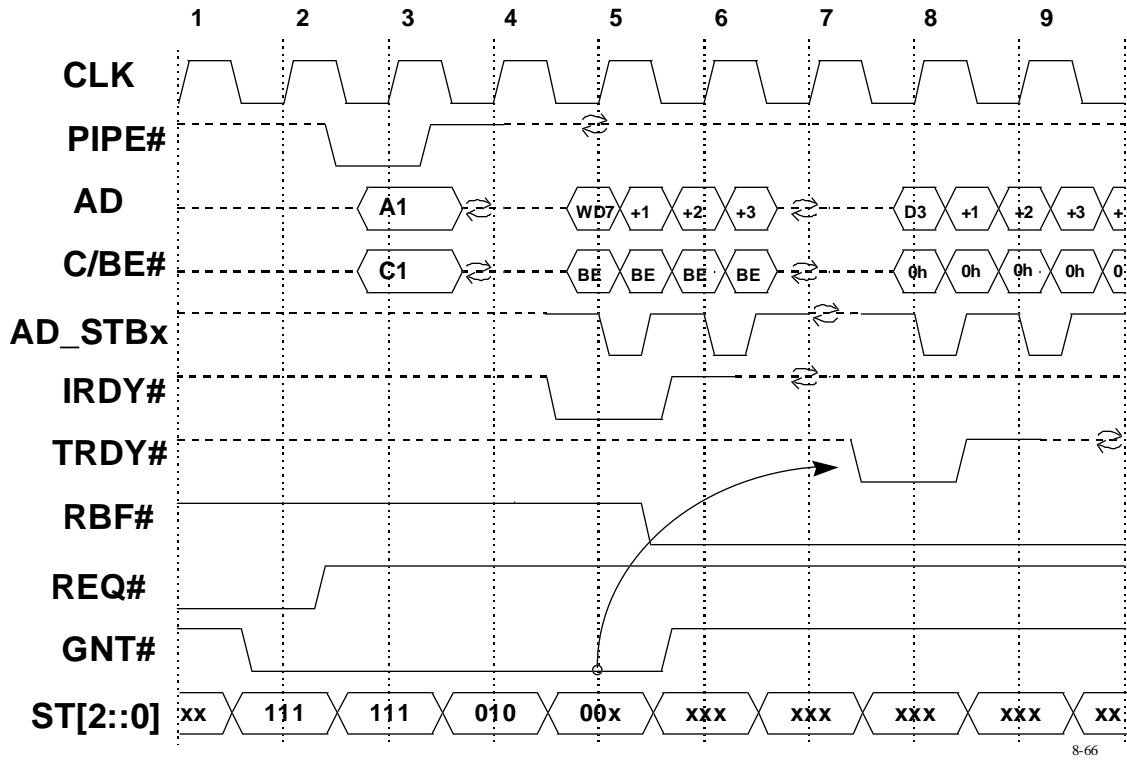 1 2 3 4 5 6 7 8 9
CLK
PIPE#
AD A1 WD7 +1 +2 +3 D3 +1 +2 +3 +
C/BE# C1 BE BE BE BE 0h 0h 0h 0h 0
AD_STBx
IRDY#
TRDY#
RBF#
REQ#
GNT#
ST[2::0] xx 111 111 010 00x xxx xxx xxx xxx xx
8-66